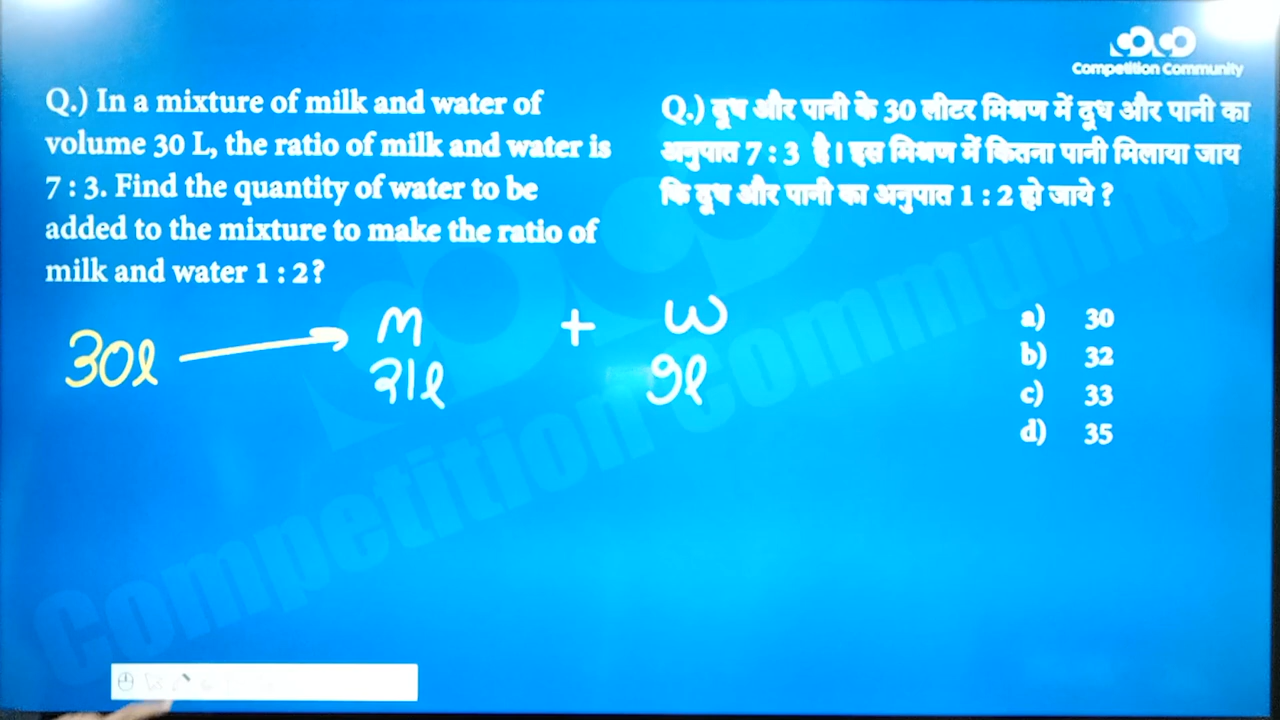 Competition Community
Q.) In a mixture of milk and water of
volume 30 L, the ratio of milk and water is
7 : 3. Find the quantity of water to be
added to the mixture to make the ratio of
milk and water 1 : 2?
Q.) दूध और पानी के 30 लीटर मिश्रण में दूध और पानी का
अनुपात 7 : 3 है। इस मिश्रण में कितना पानी मिलाया जाय
कि दूध और पानी का अनुपात 1 : 2 हो जाये ?
30l → M + W
21l 9l
a) 30
b) 32
c) 33
d) 35
Competition Community